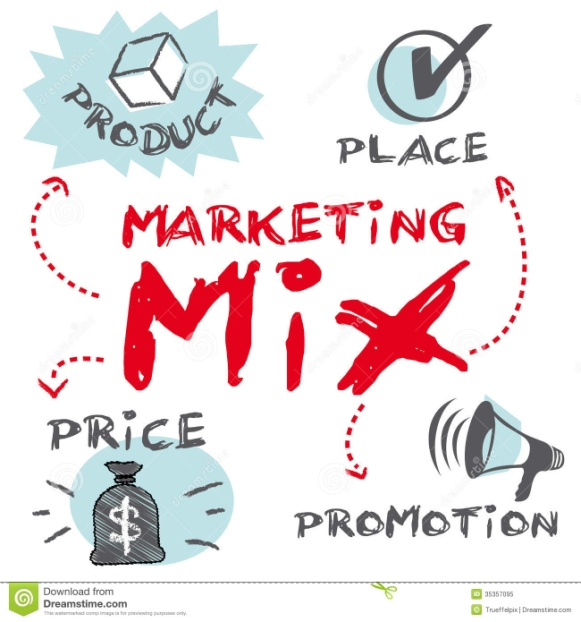 PRODUCT
PLACE
MARKETiNG
MiX
PRiCE
$
PROMOTiON
Download from
Dreamstime.com
This watermarked comp image is for previewing purposes only.
35357095
Trueffelpix | Dreamstime.com